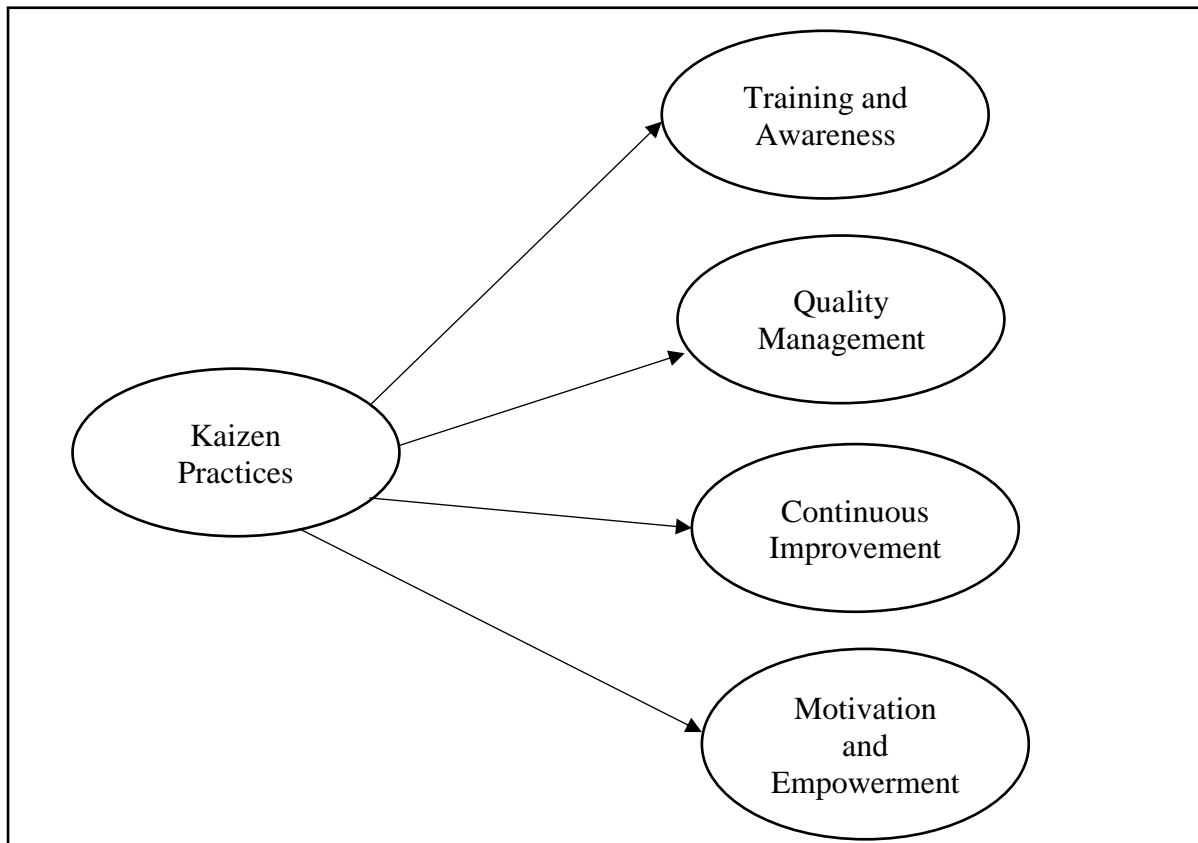 Training and
Awareness
Quality
Management
Kaizen
Practices
Continuous
Improvement
Motivation
and
Empowerment